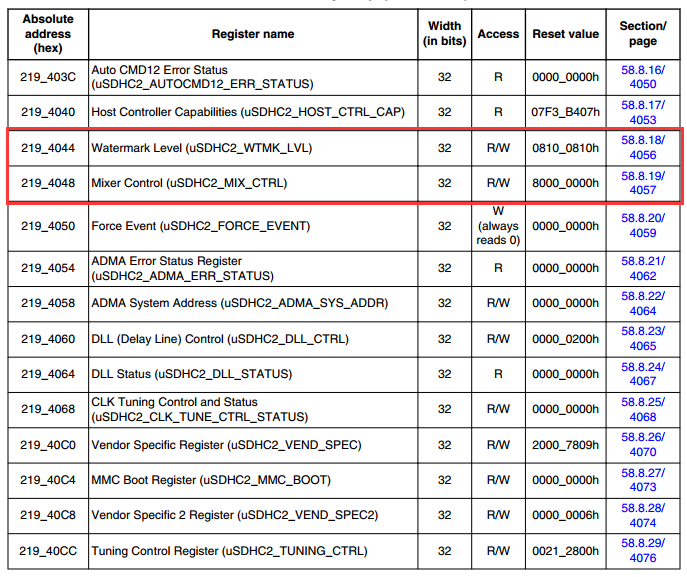 Absolute address (hex) Register name Width (in bits) Access Reset value Section/ page
219_403C Auto CMD12 Error Status (uSDHC2_AUTOCMD12_ERR_STATUS) 32 R 0000_0000h 58.8.16/ 4050
219_4040 Host Controller Capabilities (uSDHC2_HOST_CTRL_CAP) 32 R 07F3_B407h 58.8.17/ 4053
219_4044 Watermark Level (uSDHC2_WTMK_LVL) 32 R/W 0810_0810h 58.8.18/ 4056
219_4048 Mixer Control (uSDHC2_MIX_CTRL) 32 R/W 8000_0000h 58.8.19/ 4057
219_4050 Force Event (uSDHC2_FORCE_EVENT) 32 W (always reads 0) 0000_0000h 58.8.20/ 4059
219_4054 ADMA Error Status Register (uSDHC2_ADMA_ERR_STATUS) 32 R 0000_0000h 58.8.21/ 4062
219_4058 ADMA System Address (uSDHC2_ADMA_SYS_ADDR) 32 R/W 0000_0000h 58.8.22/ 4064
219_4060 DLL (Delay Line) Control (uSDHC2_DLL_CTRL) 32 R/W 0000_0200h 58.8.23/ 4065
219_4064 DLL Status (uSDHC2_DLL_STATUS) 32 R 0000_0000h 58.8.24/ 4067
219_4068 CLK Tuning Control and Status (uSDHC2_CLK_TUNE_CTRL_STATUS) 32 R/W 0000_0000h 58.8.25/ 4068
219_40C0 Vendor Specific Register (uSDHC2_VEND_SPEC) 32 R/W 2000_7809h 58.8.26/ 4070
219_40C4 MMC Boot Register (uSDHC2_MMC_BOOT) 32 R/W 0000_0000h 58.8.27/ 4073
219_40C8 Vendor Specific 2 Register (uSDHC2_VEND_SPEC2) 32 R/W 0000_0006h 58.8.28/ 4074
219_40CC Tuning Control Register (uSDHC2_TUNING_CTRL) 32 R/W 0021_2800h 58.8.29/ 4076